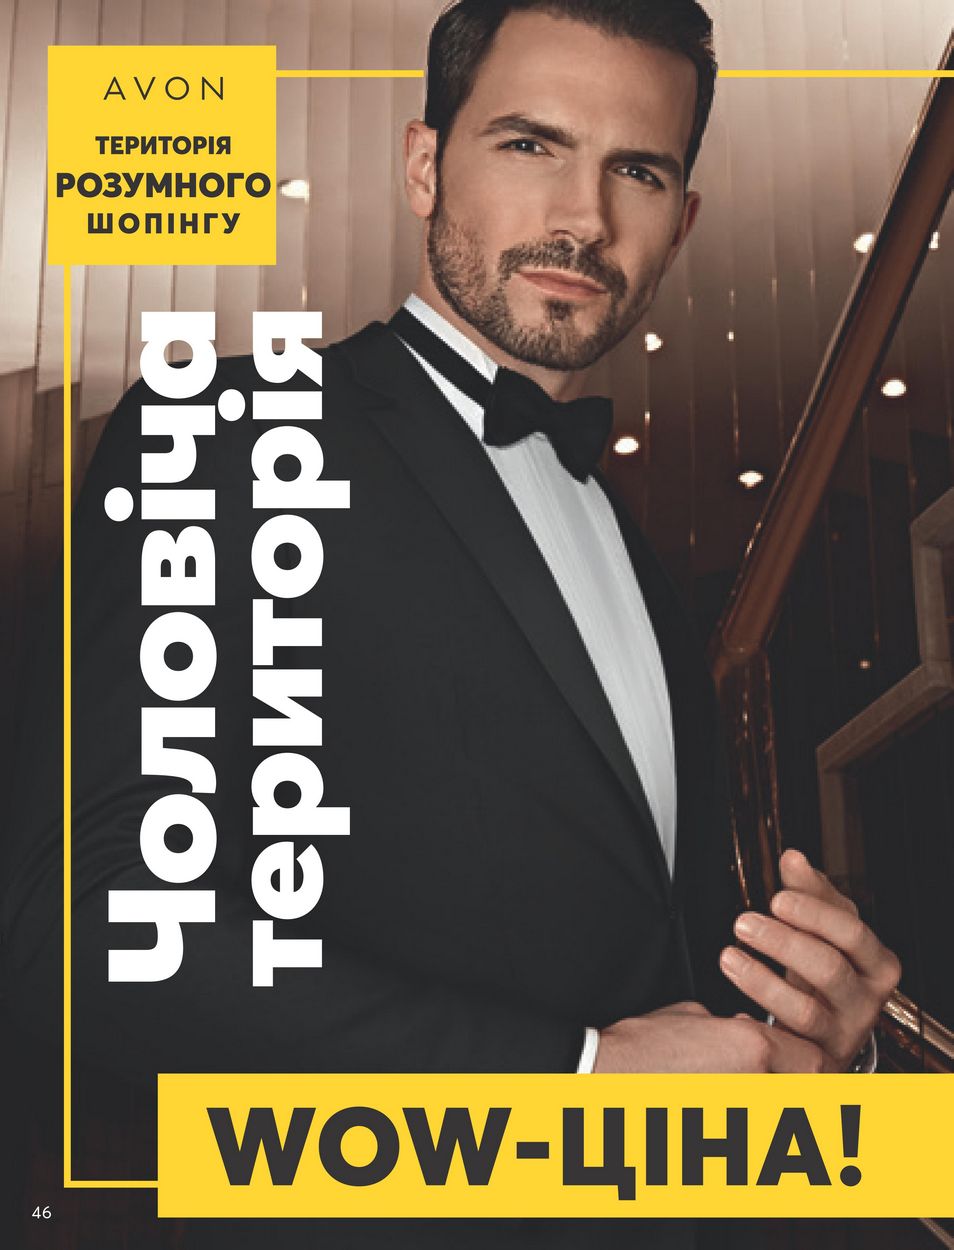 AVON
ТЕРИТОРІЯ
РОЗУМНОГО
ШОПІНГУ
Чоловіча
територія
WOW-ЦІНА!
46